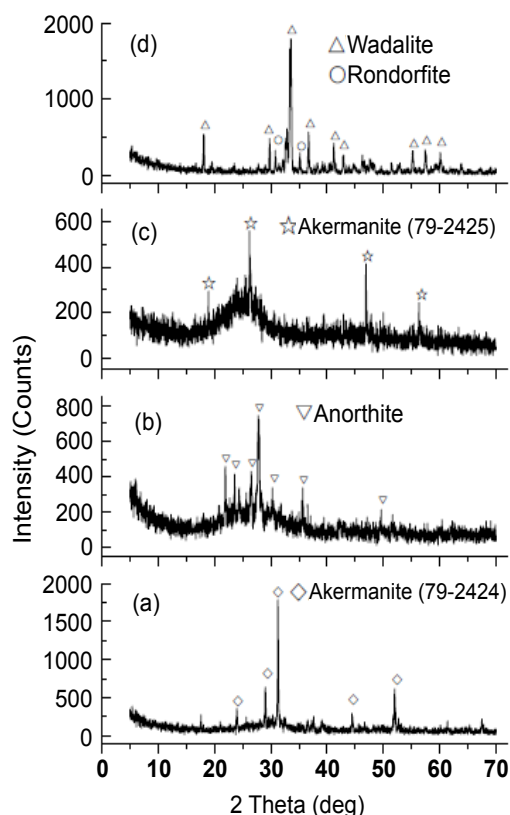 Intensity (Counts)
2000
1000
0
(d)
Wadalite
Rondorfite
600
400
200
0
(c)
Akermanite (79-2425)
800
600
400
200
0
(b)
Anorthite
2000
1500
1000
500
0
(a)
Akermanite (79-2424)
0 10 20 30 40 50 60 70
2 Theta (deg)